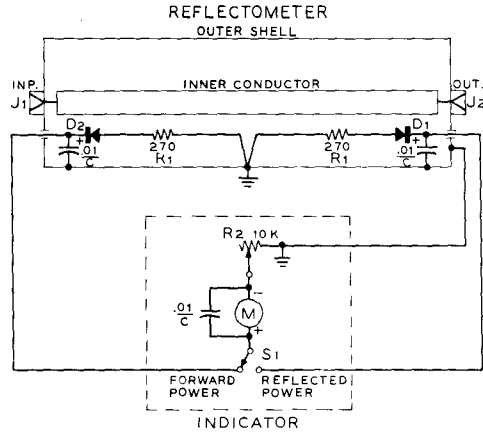 REFLECTOMETER
OUTER SHELL
INP. INNER CONDUCTOR OUT.
J1 J2
D2 D1
+ +
.01 270 270 .01
C R1 R1 C
R2 10K
-
.01
C M
+
S1
FORWARD REFLECTED
POWER POWER
INDICATOR